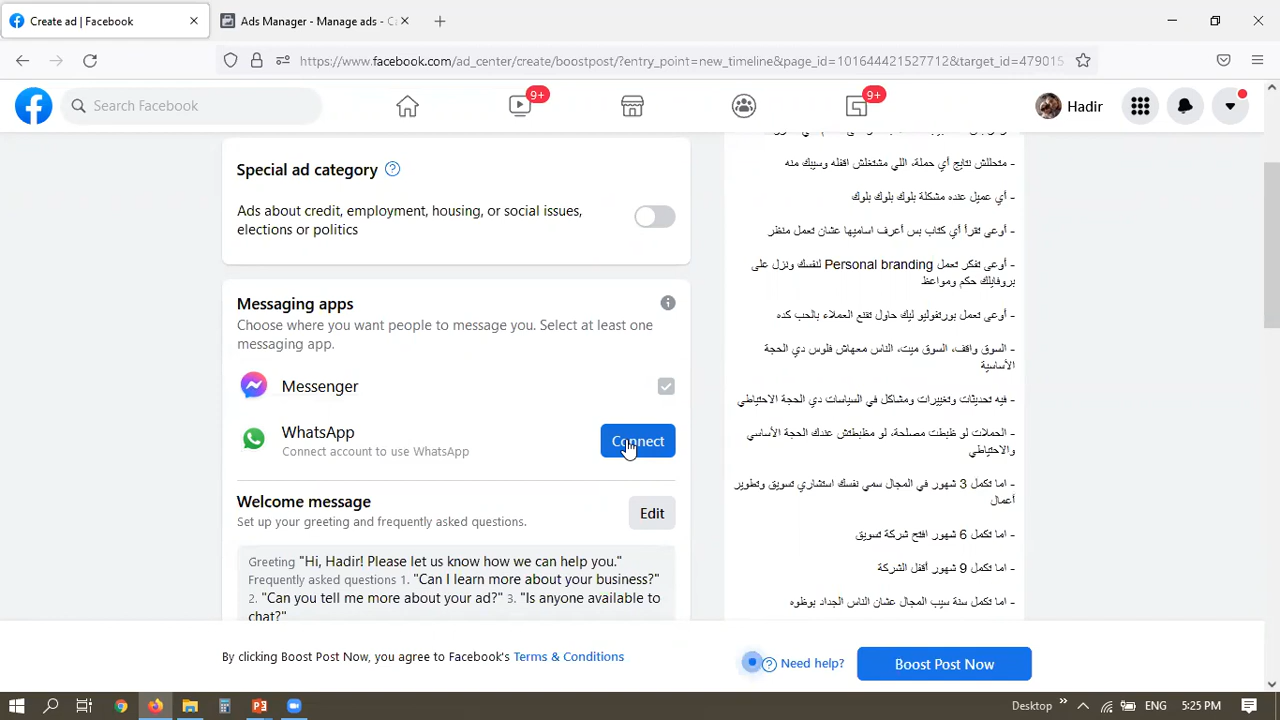 Create ad | Facebook
Ads Manager - Manage ads - C
https://www.facebook.com/ad_center/create/boostpost/?entry_point=new_timeline&page_id=101644421527712&target_id=479015
Search Facebook
9+
9+
Hadir
Special ad category
Ads about credit, employment, housing, or social issues,
elections or politics
Messaging apps
Choose where you want people to message you. Select at least one
messaging app.
Messenger
WhatsApp
Connect account to use WhatsApp
Connect
Welcome message
Set up your greeting and frequently asked questions.
Edit
Greeting "Hi, Hadir! Please let us know how we can help you."
Frequently asked questions 1. "Can I learn more about your business?"
2. "Can you tell me more about your ad?" 3. "Is anyone available to
chat?"
- متحللش نتايج أي حملة، اللي مشتغلش اقفله وسيبك منه
- أي عميل عنده مشكلة بلوك بلوك بلوك
- أوعى تقرأ أي كتاب بس أعرف اساميها عشان تعمل منظر
- أوعى تفكر تعمل Personal branding لنفسك ونزل على
بروفايلك حكم ومواعظ
- أوعى تعمل بورتفوليو ليك حاول تقنع العملاء بالحب كده
- السوق واقف، السوق ميت، الناس معهاش فلوس دي الحجة
الأساسية
- فيه تحديثات وتغييرات ومشاكل في السياسات دي الحجة الاحتياطي
- الحملات لو ظبطت مصلحة، لو مظبطتش عندك الحجة الأساسي
والاحتياطي
- اما تكمل 3 شهور في المجال سمي نفسك استشاري تسويق وتطوير
أعمال
- اما تكمل 6 شهور افتح شركة تسويق
- اما تكمل 9 شهور أقفل الشركة
- اما تكمل سنة سيب المجال عشان الناس الجداد بوظوه
By clicking Boost Post Now, you agree to Facebook's Terms & Conditions
Need help?
Boost Post Now
Desktop
ENG
5:25 PM